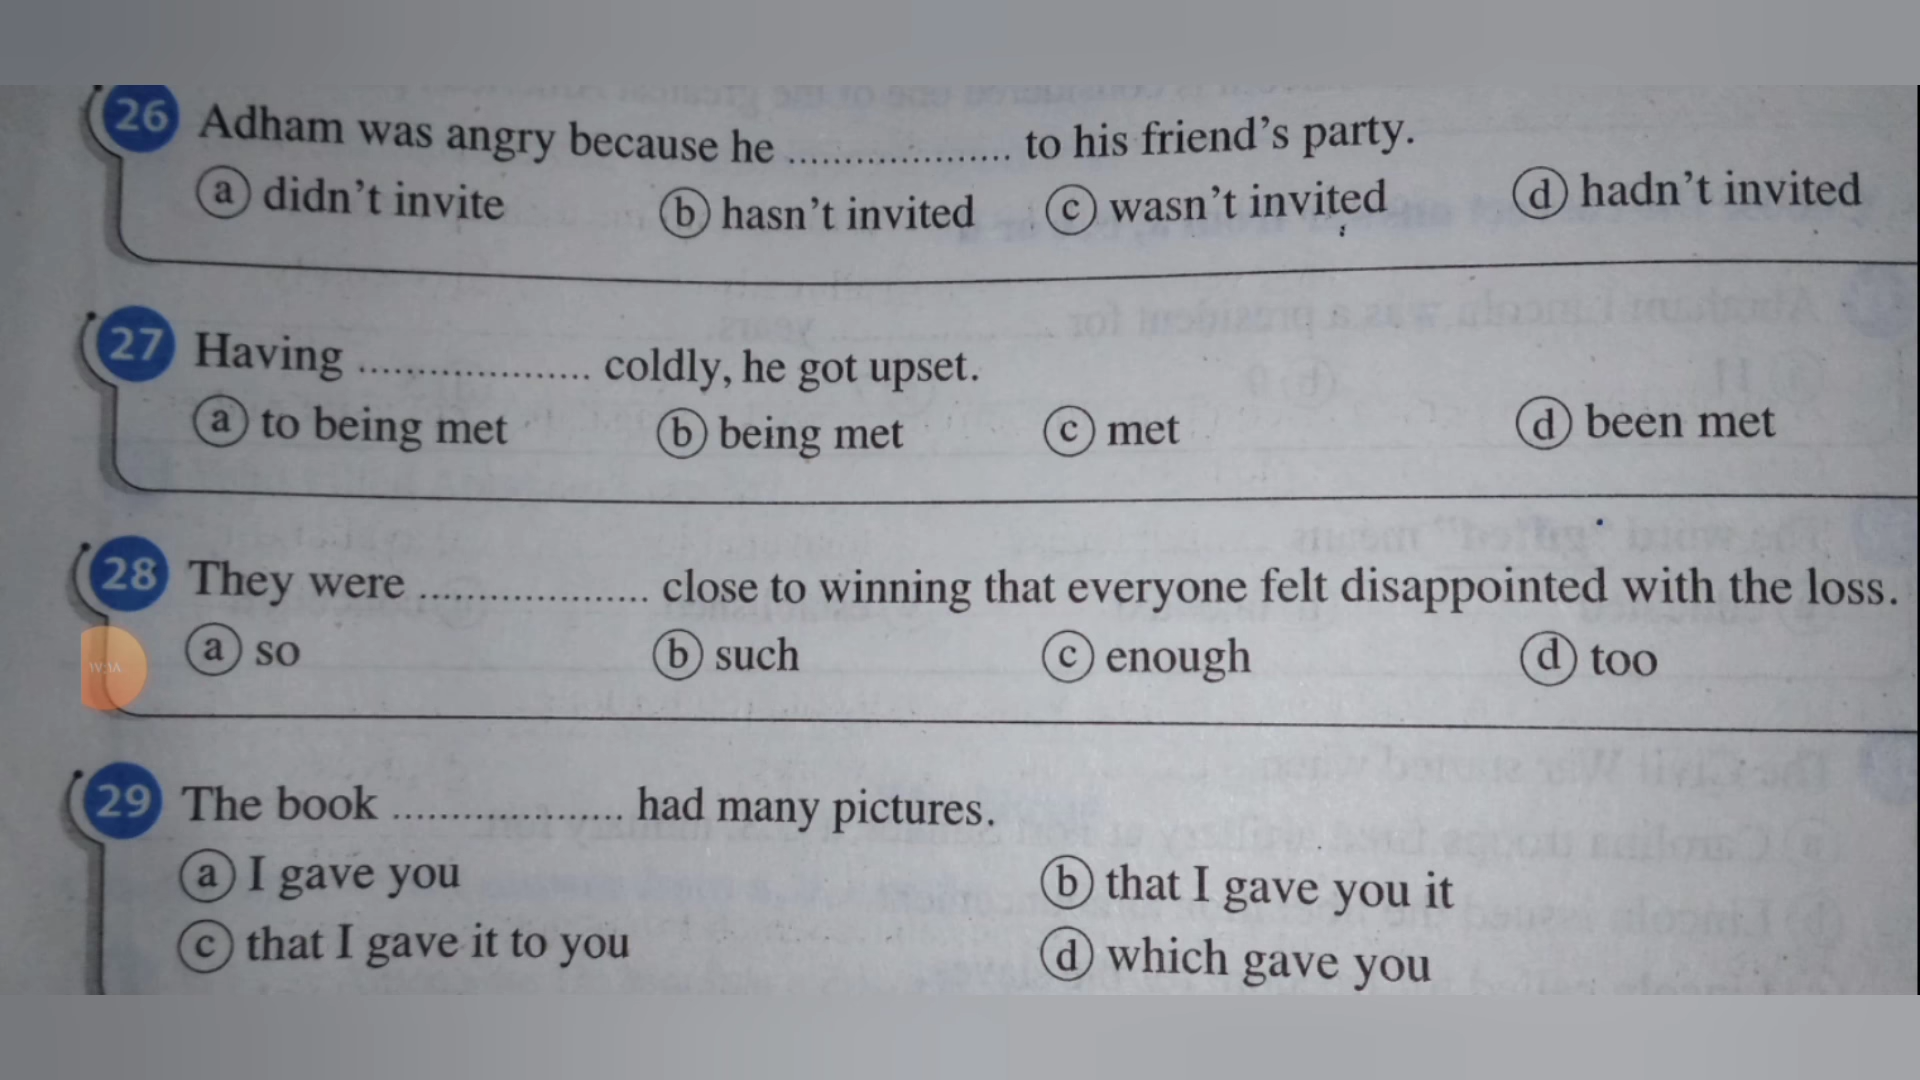 26 Adham was angry because he .................... to his friend's party.
a didn't invite b hasn't invited c wasn't invited d hadn't invited
27 Having .................... coldly, he got upset.
a to being met b being met c met d been met
28 They were .................... close to winning that everyone felt disappointed with the loss.
a so b such c enough d too
29 The book .................... had many pictures.
a I gave you b that I gave you it
c that I gave it to you d which gave you